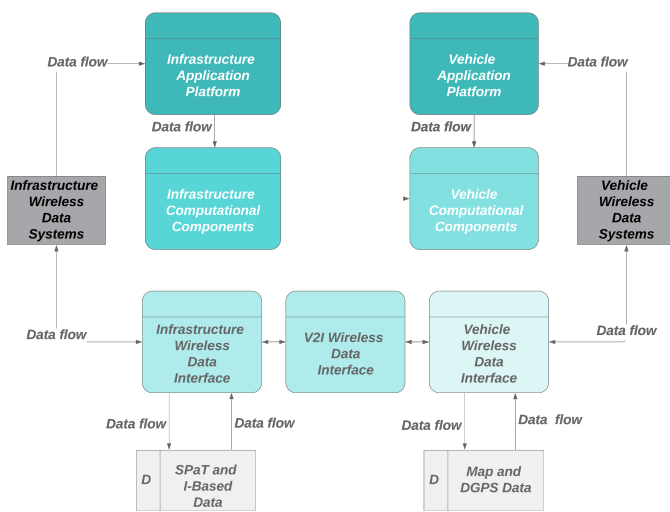 Data flow
Infrastructure
Application
Platform
Vehicle
Application
Platform
Data flow
Data flow
Data flow
Infrastructure
Wireless
Data
Systems
Infrastructure
Computational
Components
Vehicle
Computational
Components
Vehicle
Wireless
Data
Systems
Data flow
Infrastructure
Wireless
Data
Interface
V2I Wireless
Data
Interface
Vehicle
Wireless
Data
Interface
Data flow
Data flow
Data flow
Data flow
Data  flow
D
SPaT and
I-Based
Data
D
Map and
DGPS Data